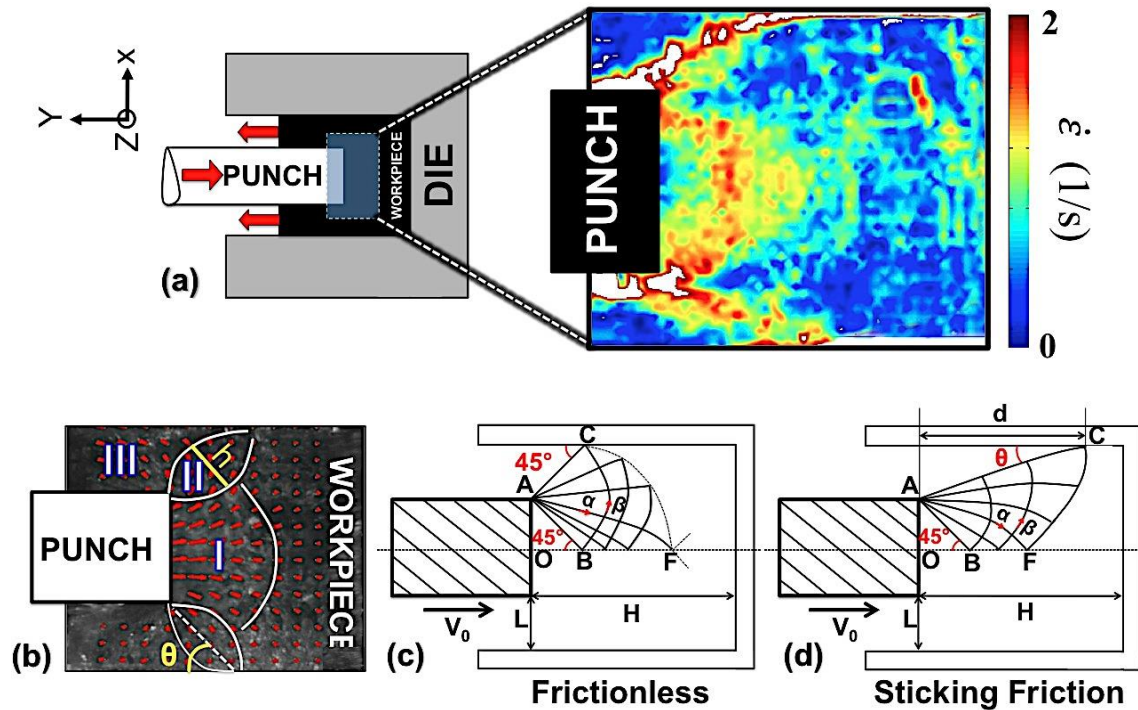 X
Y
Z
PUNCH
WORKPIECE
DIE
(a)
PUNCH
2
0
ε̇ (1/s)
III
II
h
I
PUNCH
WORKPIECE
θ
(b)
C
45°
A
α
β
45°
O
B
F
L
H
V₀
(c)
Frictionless
d
C
θ
A
α
β
45°
O
B
F
L
H
V₀
(d)
Sticking Friction